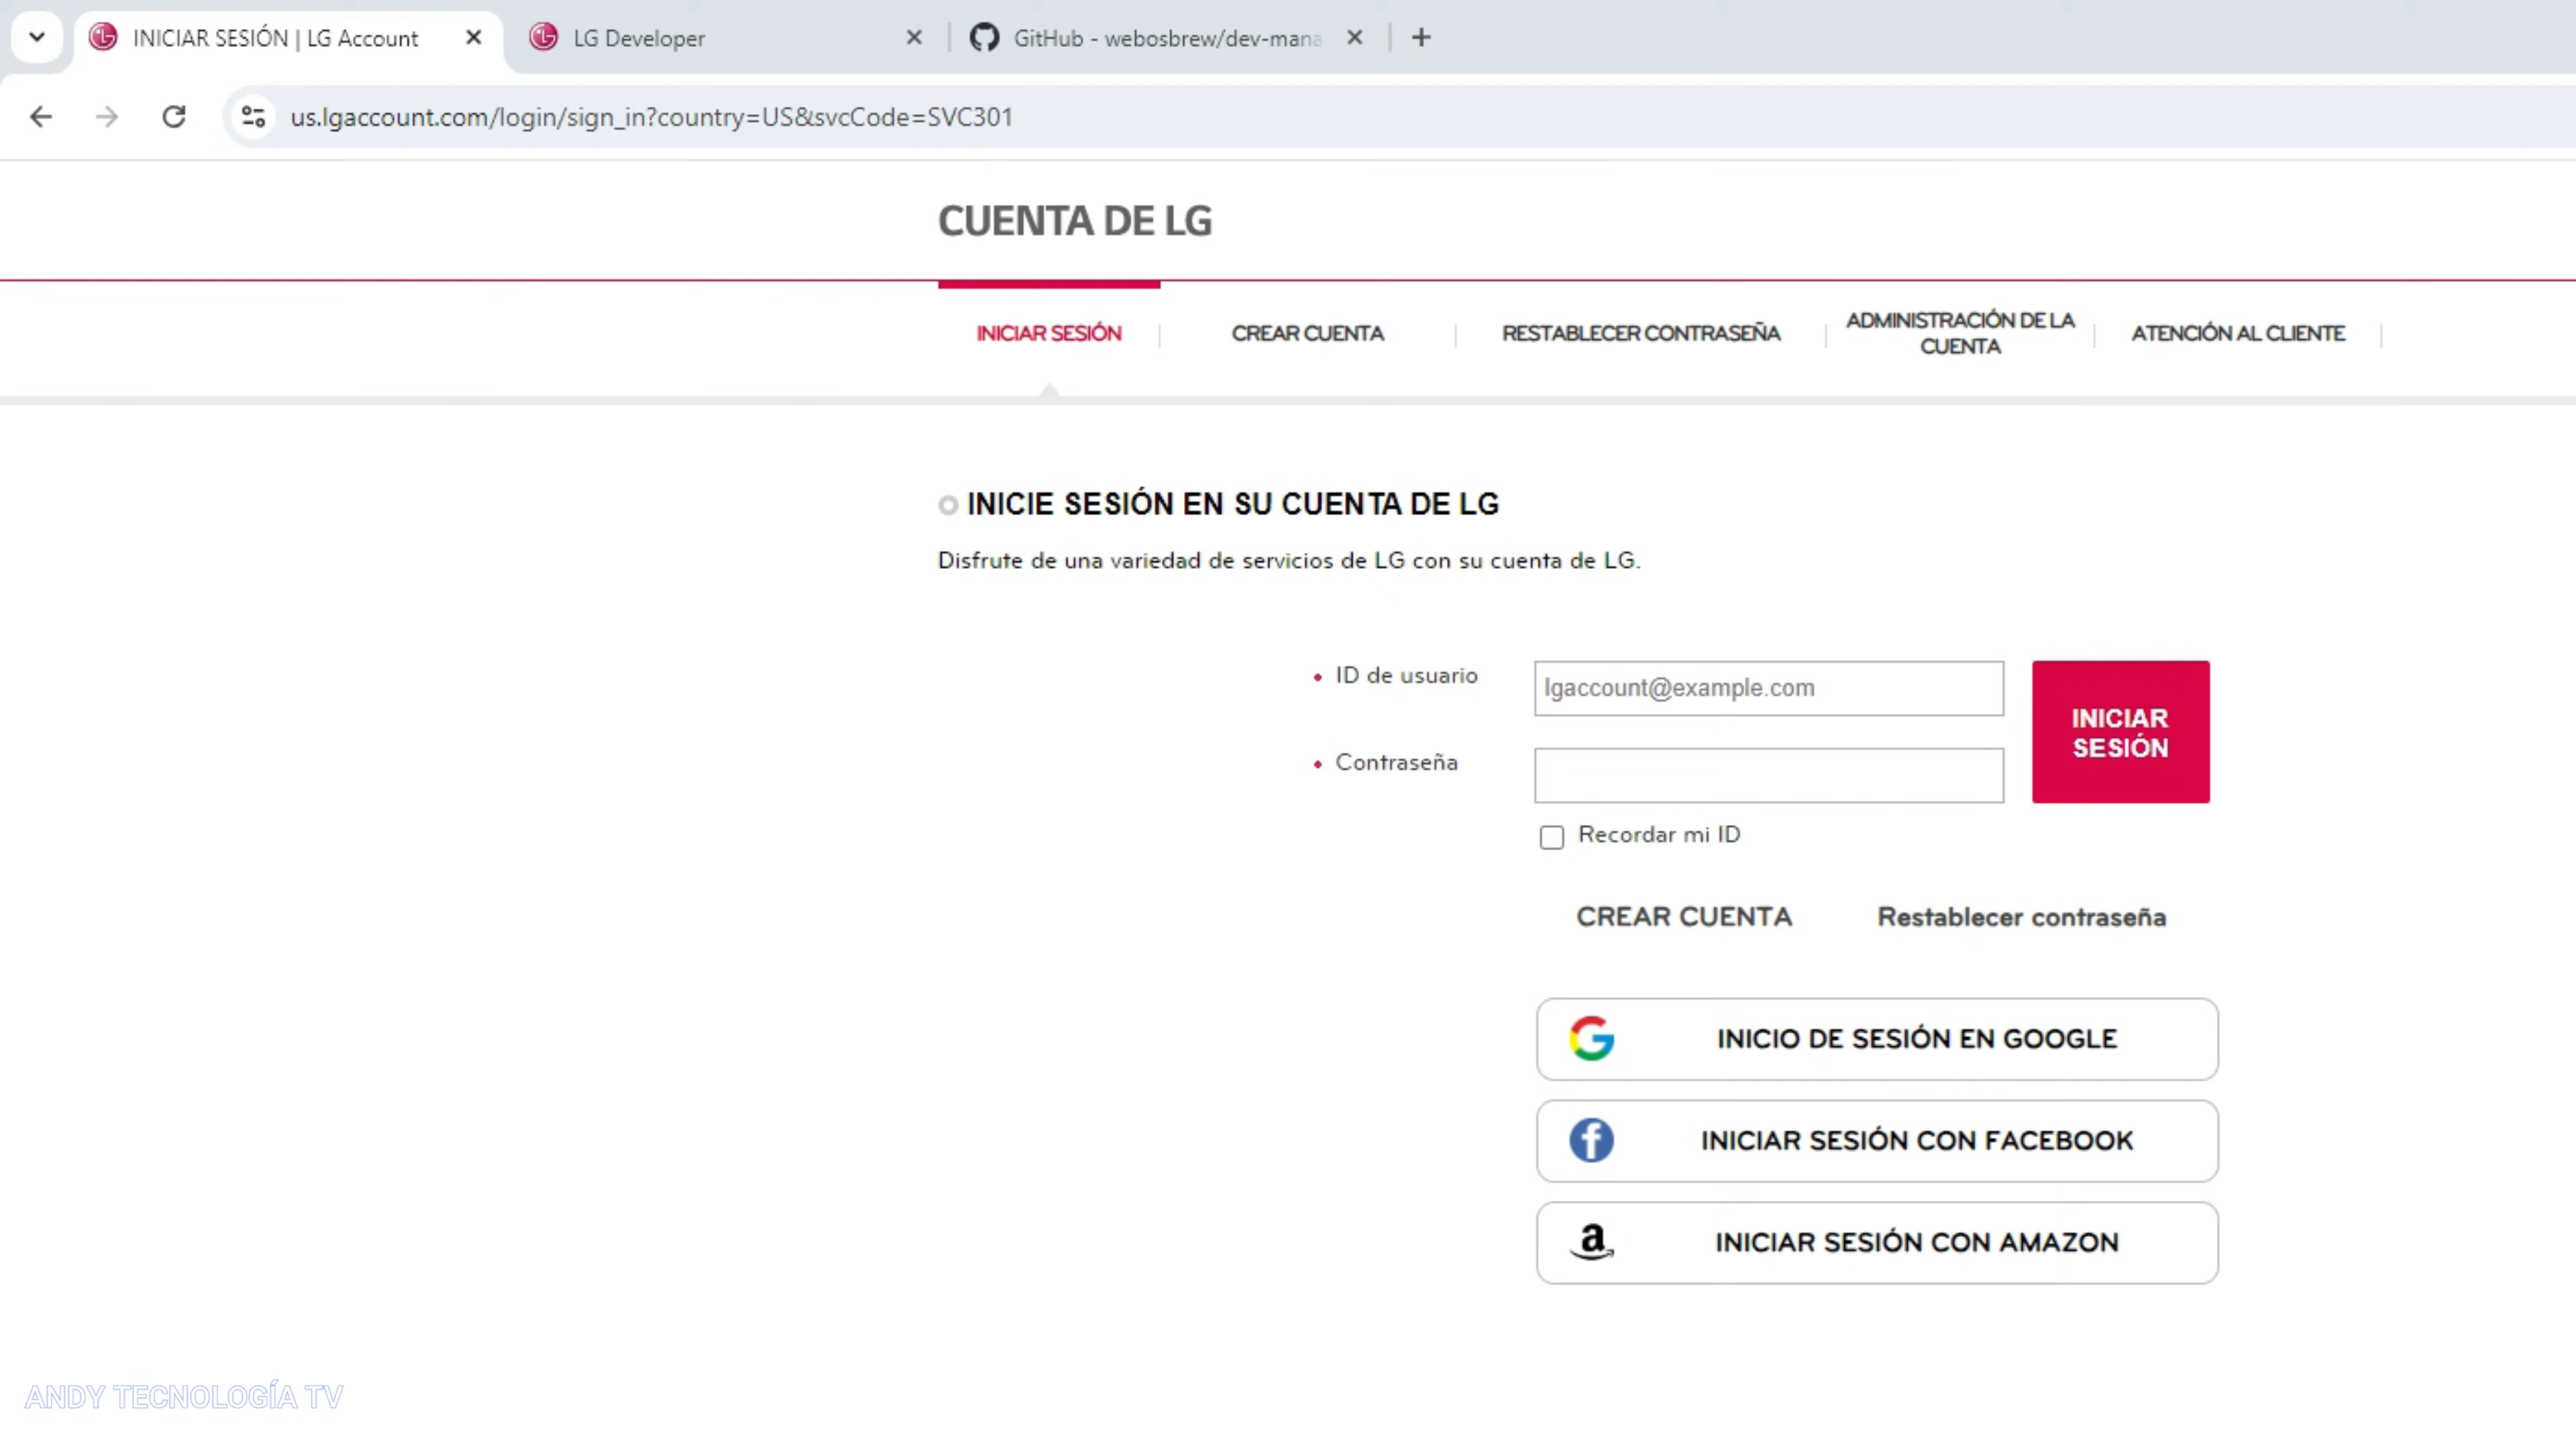 INICIAR SESIÓN | LG Account
LG Developer
GitHub - webosbrew/dev-mana
us.lgaccount.com/login/sign_in?country=US&svcCode=SVC301
CUENTA DE LG
INICIAR SESIÓN
CREAR CUENTA
RESTABLECER CONTRASEÑA
ADMINISTRACIÓN DE LA
CUENTA
ATENCIÓN AL CLIENTE
INICIE SESIÓN EN SU CUENTA DE LG
Disfrute de una variedad de servicios de LG con su cuenta de LG.
ID de usuario
lgaccount@example.com
Contraseña
INICIAR
SESIÓN
Recordar mi ID
CREAR CUENTA
Restablecer contraseña
INICIO DE SESIÓN EN GOOGLE
INICIAR SESIÓN CON FACEBOOK
INICIAR SESIÓN CON AMAZON
ANDY TECNOLOGÍA TV